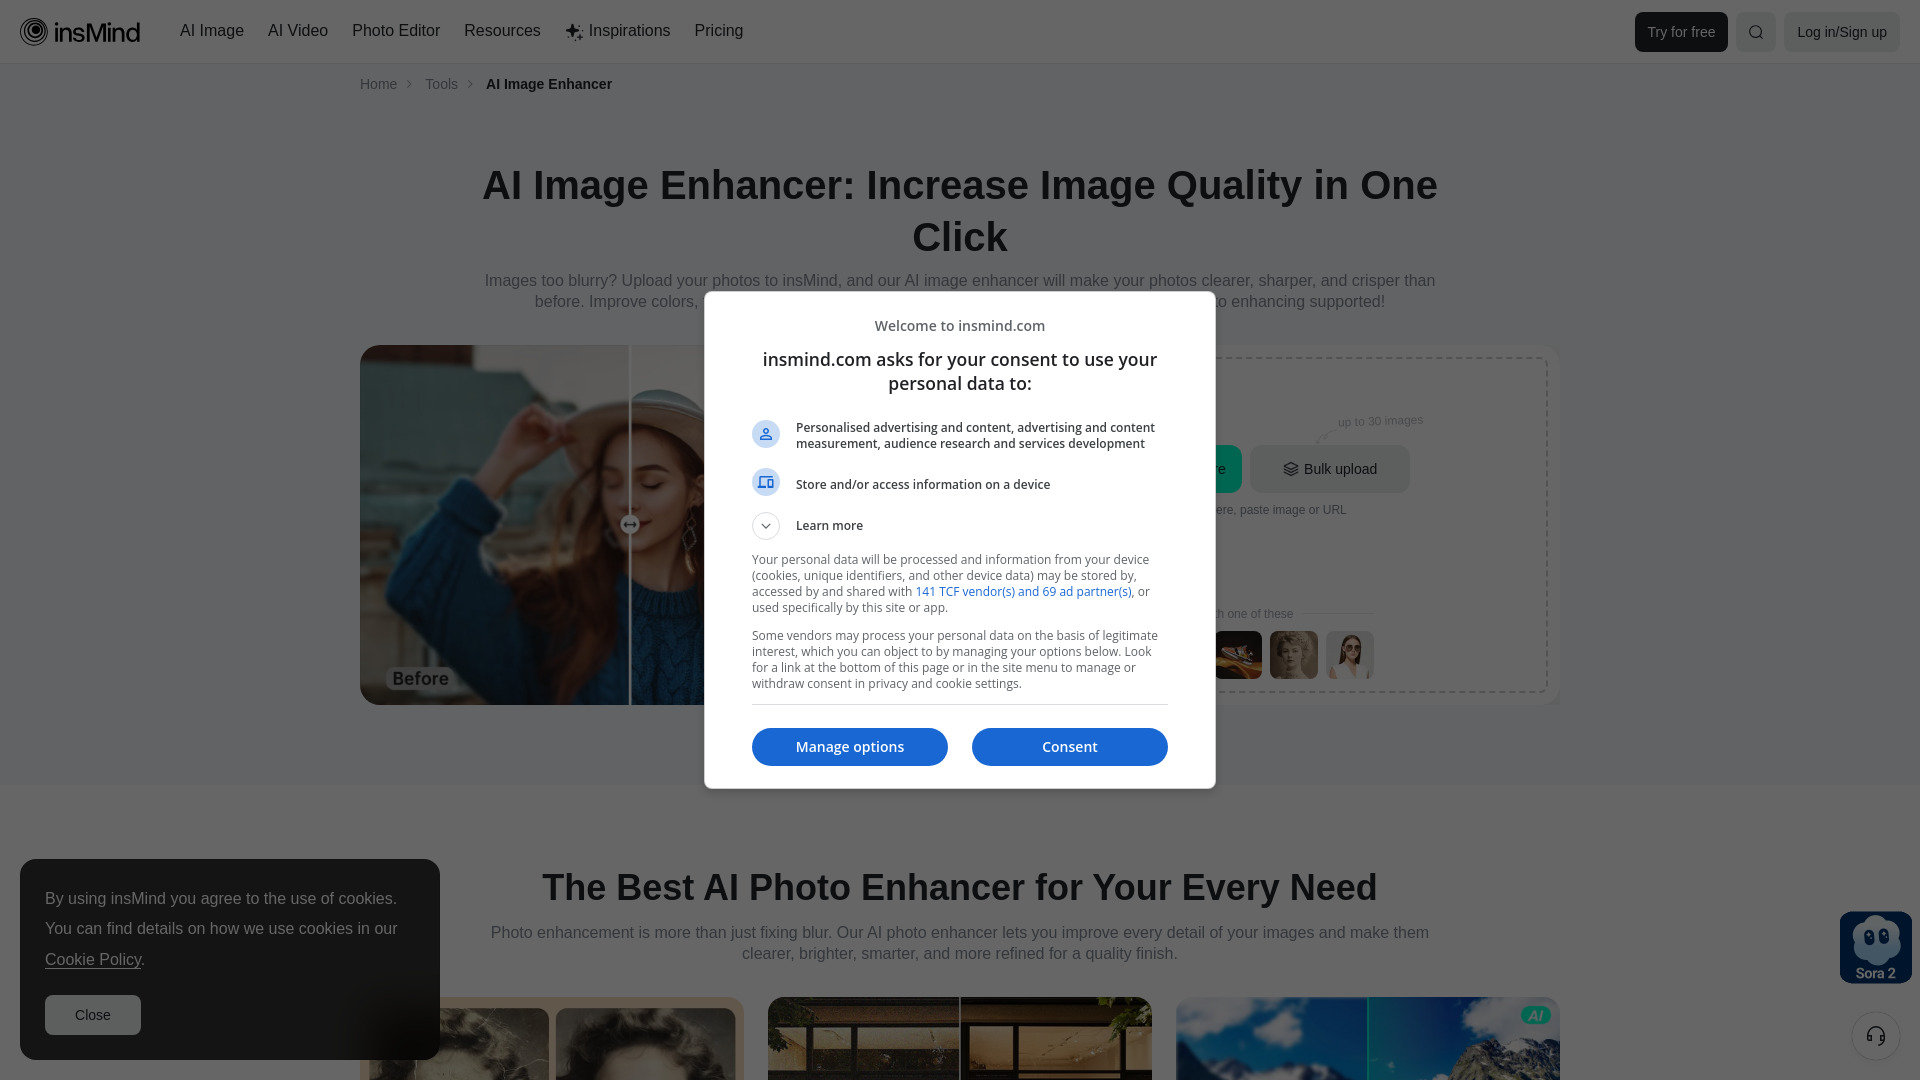 insMind
AI Image
AI Video
Photo Editor
Resources
Inspirations
Pricing
Try for free
Log in/Sign up
Home
Tools
AI Image Enhancer
AI Image Enhancer: Increase Image Quality in One
Click
Images too blurry? Upload your photos to insMind, and our AI image enhancer will make your photos clearer, sharper, and crisper than
before. Improve colors,
to enhancing supported!
Welcome to insmind.com
insmind.com asks for your consent to use your
personal data to:
Personalised advertising and content, advertising and content
measurement, audience research and services development
Store and/or access information on a device
Learn more
Your personal data will be processed and information from your device
(cookies, unique identifiers, and other device data) may be stored by,
accessed by and shared with 141 TCF vendor(s) and 69 ad partner(s), or
used specifically by this site or app.
Some vendors may process your personal data on the basis of legitimate
interest, which you can object to by managing your options below. Look
for a link at the bottom of this page or in the site menu to manage or
withdraw consent in privacy and cookie settings.
Manage options
Consent
Before
up to 30 images
Bulk upload
ere, paste image or URL
one of these
The Best AI Photo Enhancer for Your Every Need
Photo enhancement is more than just fixing blur. Our AI photo enhancer lets you improve every detail of your images and make them
clearer, brighter, smarter, and more refined for a quality finish.
By using insMind you agree to the use of cookies.
You can find details on how we use cookies in our
Cookie Policy.
Close
AI
Sora 2